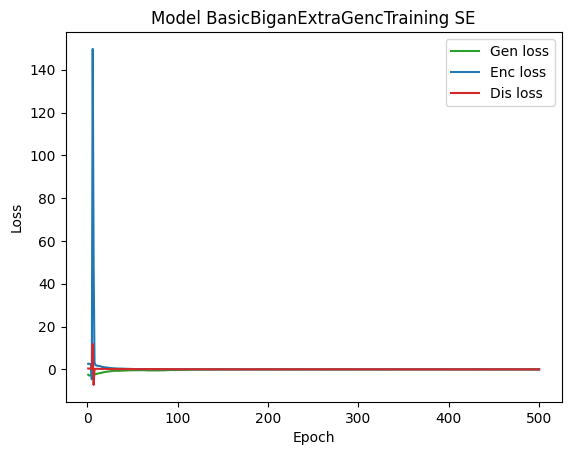 Model BasicBiganExtraGencTraining SE
Gen loss
Enc loss
Dis loss
140
120
100
80
60
40
20
0
Loss
0 100 200 300 400 500
Epoch